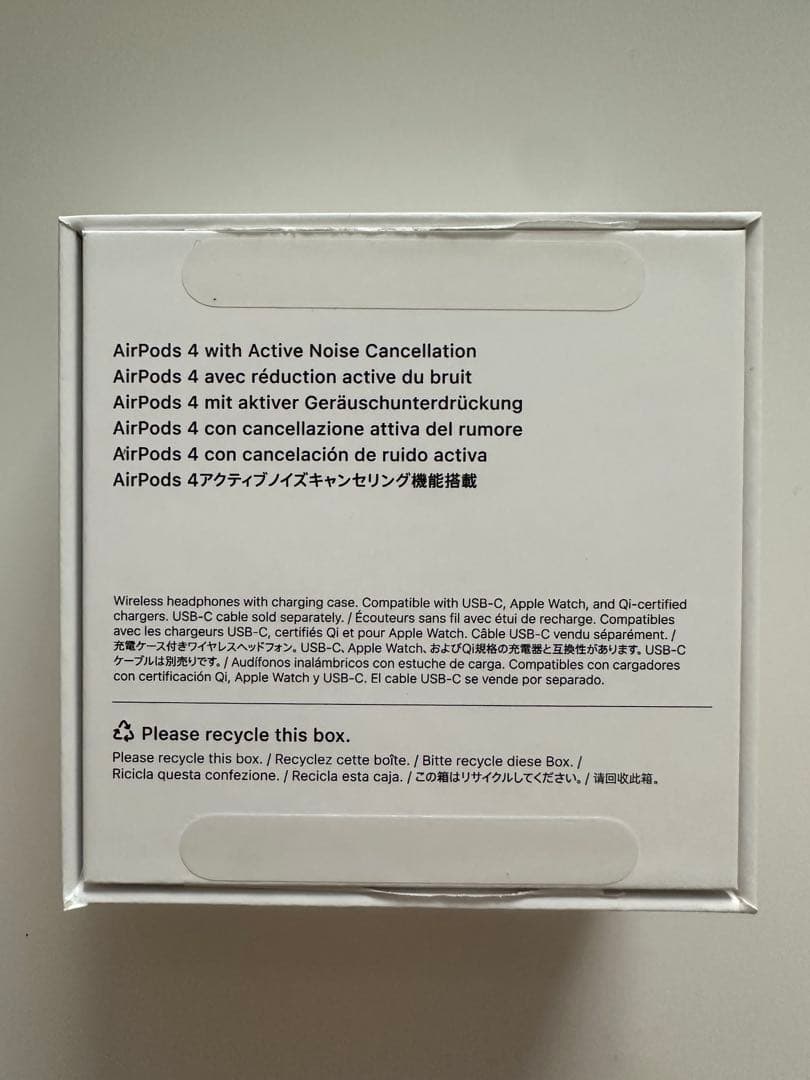 AirPods 4 with Active Noise Cancellation
AirPods 4 avec réduction active du bruit
AirPods 4 mit aktiver Geräuschunterdrückung
AirPods 4 con cancellazione attiva del rumore
AirPods 4 con cancelación de ruido activa
AirPods 4アクティブノイズキャンセリング機能搭載
Wireless headphones with charging case. Compatible with USB-C, Apple Watch, and Qi-certified
chargers. USB-C cable sold separately. / Écouteurs sans fil avec étui de recharge. Compatibles
avec les chargeurs USB-C, certifiés Qi et pour Apple Watch. Câble USB-C vendu séparément. /
充電ケース付きワイヤレスヘッドフォン。USB-C、Apple Watch、およびQi規格の充電器と互換性があります。USB-C
ケーブルは別売りです。/ Audífonos inalámbricos con estuche de carga. Compatibles con cargadores
con certificación Qi, Apple Watch y USB-C. El cable USB-C se vende por separado.
Please recycle this box.
Please recycle this box. / Recyclez cette boîte. / Bitte recycle diese Box. /
Ricicla questa confezione. / Recicla esta caja. / この箱はリサイクルしてください。/ 请回收此箱。